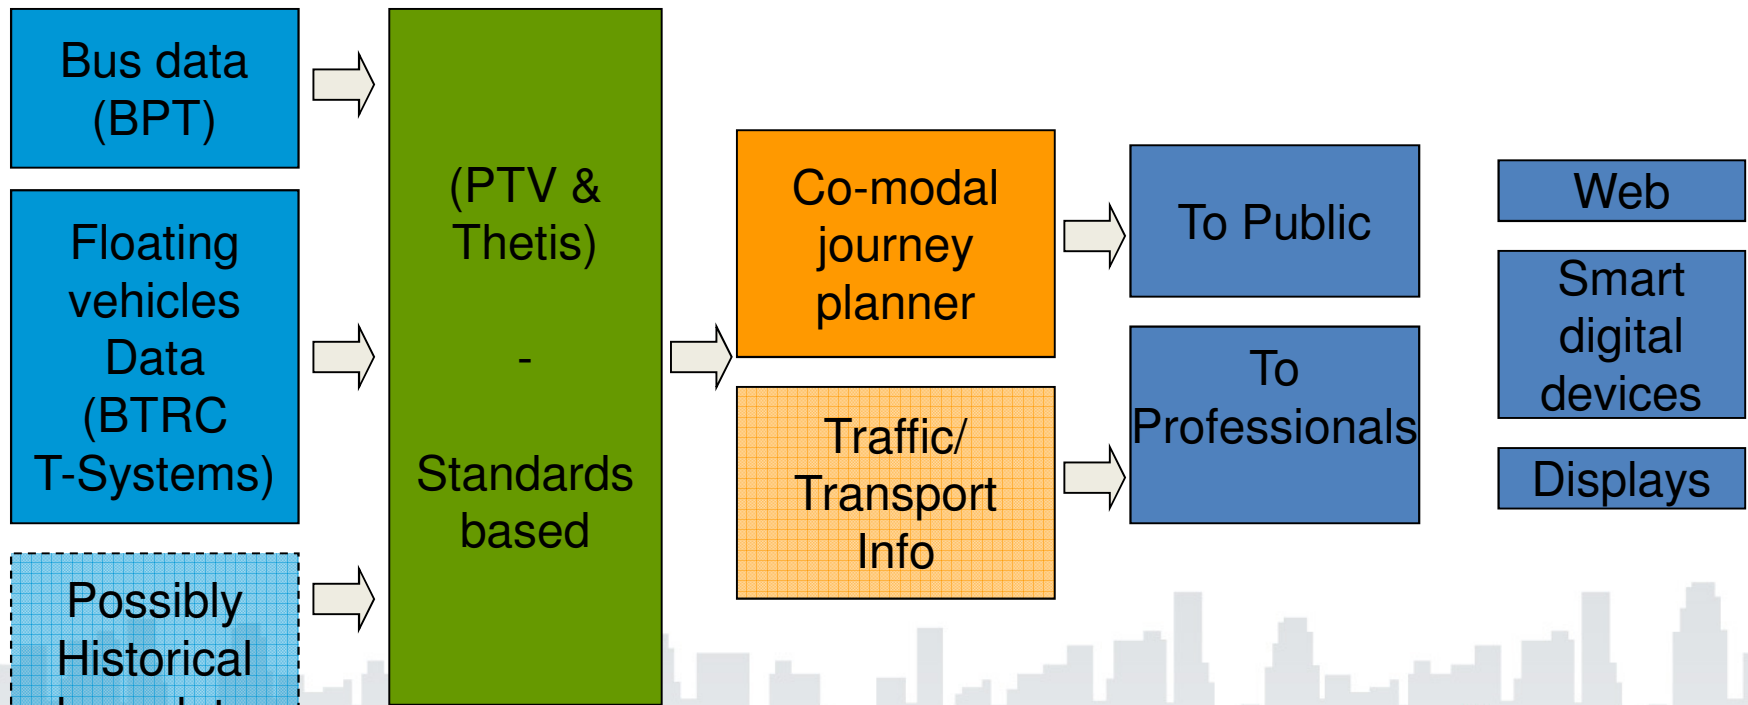 Bus data
(BPT)
Floating
vehicles
Data
(BTRC
T-Systems)
Possibly
Historical
(PTV &
Thetis)
-
Standards
based
Co-modal
journey
planner
Traffic/
Transport
Info
To Public
To
Professionals
Web
Smart
digital
devices
Displays